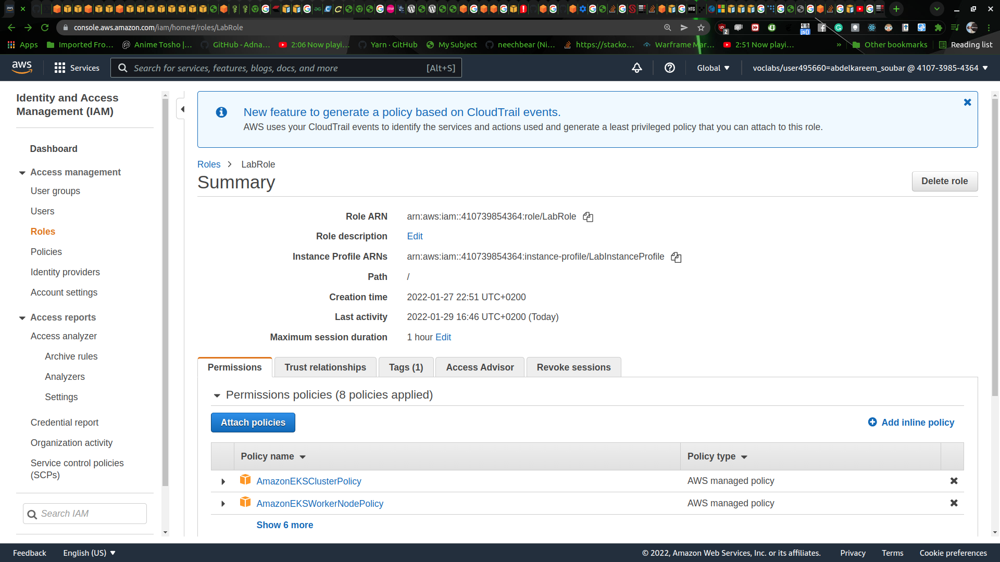 console.aws.amazon.com/iam/home#/roles/LabRole
Apps
Imported Fro…
Anime Tosho |…
GitHub - Adna…
2:06 Now playi…
Yarn · GitHub
My Subject
neechbear (Ni…
https://stacko…
Warframe Mar…
2:51 Now playi…
»
Other bookmarks
Reading list
aws
Services
Search for services, features, blogs, docs, and more
[Alt+S]
Global
voclabs/user495660=abdelkareem_soubar @ 4107-3985-4364
Identity and Access
Management (IAM)
Dashboard
Access management
User groups
Users
Roles
Policies
Identity providers
Account settings
Access reports
Access analyzer
Archive rules
Analyzers
Settings
Credential report
Organization activity
Service control policies
(SCPs)
Search IAM
New feature to generate a policy based on CloudTrail events.
AWS uses your CloudTrail events to identify the services and actions used and generate a least privileged policy that you can attach to this role.
Roles
LabRole
Summary
Delete role
Role ARN arn:aws:iam::410739854364:role/LabRole
Role description Edit
Instance Profile ARNs arn:aws:iam::410739854364:instance-profile/LabInstanceProfile
Path /
Creation time 2022-01-27 22:51 UTC+0200
Last activity 2022-01-29 16:46 UTC+0200 (Today)
Maximum session duration 1 hour Edit
Permissions
Trust relationships
Tags (1)
Access Advisor
Revoke sessions
Permissions policies (8 policies applied)
Attach policies
Add inline policy
Policy name
Policy type
AmazonEKSClusterPolicy AWS managed policy
AmazonEKSWorkerNodePolicy AWS managed policy
Show 6 more
Feedback
English (US)
© 2022, Amazon Web Services, Inc. or its affiliates.
Privacy
Terms
Cookie preferences